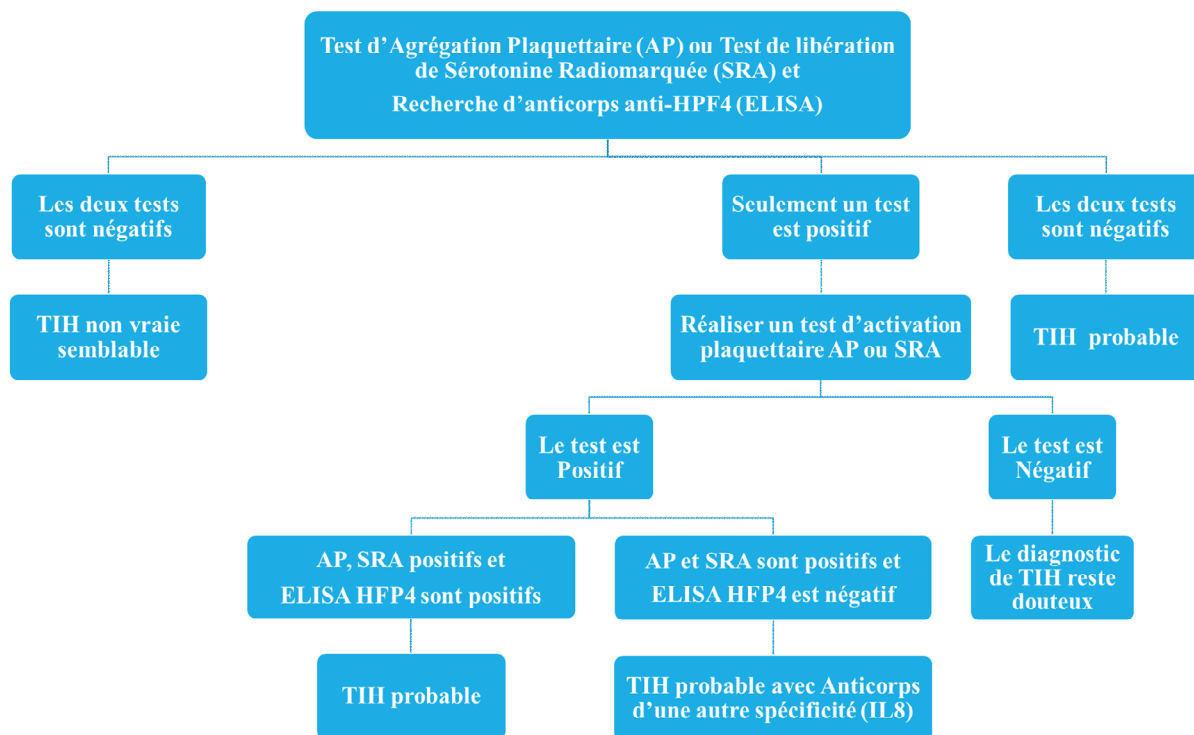 Test d’Agrégation Plaquettaire (AP) ou Test de libération
de Sérotonine Radiomarquée (SRA) et
Recherche d’anticorps anti-HPF4 (ELISA)
Les deux tests
sont négatifs
Seulement un test
est positif
Les deux tests
sont négatifs
TIH non vraie
semblable
Réaliser un test d’activation
plaquettaire AP ou SRA
TIH probable
Le test est
Positif
Le test est
Négatif
AP, SRA positifs et
ELISA HFP4 sont positifs
AP et SRA sont positifs et
ELISA HFP4 est négatif
Le diagnostic
de TIH reste
douteux
TIH probable
TIH probable avec Anticorps
d’une autre spécificité (IL8)